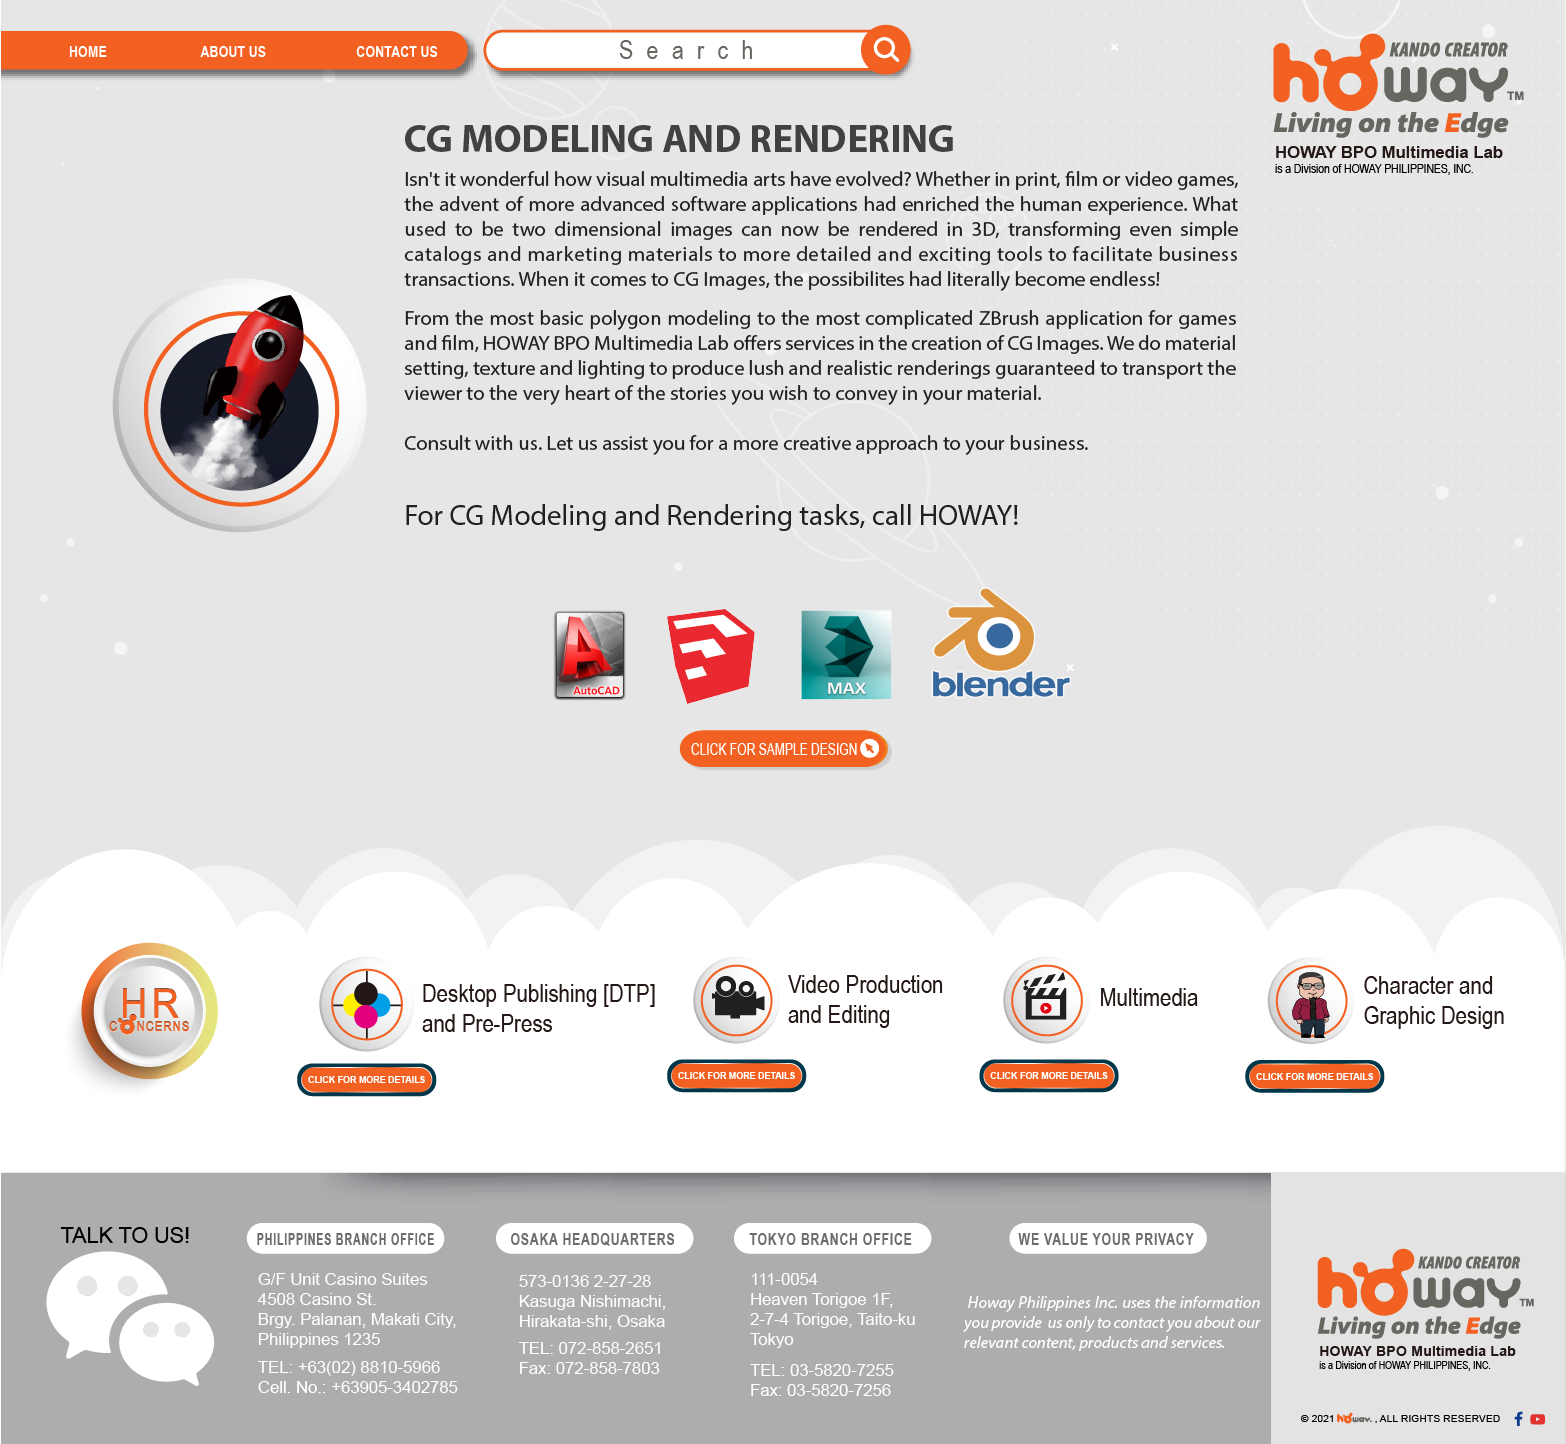 HOME ABOUT US CONTACT US Search
KANDO CREATOR
howay TM
Living on the Edge
HOWAY BPO Multimedia Lab
is a Division of HOWAY PHILIPPINES, INC.
CG MODELING AND RENDERING
Isn't it wonderful how visual multimedia arts have evolved? Whether in print, film or video games,
the advent of more advanced software applications had enriched the human experience. What
used to be two dimensional images can now be rendered in 3D, transforming even simple
catalogs and marketing materials to more detailed and exciting tools to facilitate business
transactions. When it comes to CG Images, the possibilites had literally become endless!
From the most basic polygon modeling to the most complicated ZBrush application for games
and film, HOWAY BPO Multimedia Lab offers services in the creation of CG Images. We do material
setting, texture and lighting to produce lush and realistic renderings guaranteed to transport the
viewer to the very heart of the stories you wish to convey in your material.
Consult with us. Let us assist you for a more creative approach to your business.
For CG Modeling and Rendering tasks, call HOWAY!
A AutoCAD
MAX
blender
CLICK FOR SAMPLE DESIGN
HR
CONCERNS
Desktop Publishing [DTP]
and Pre-Press
CLICK FOR MORE DETAILS
Video Production
and Editing
CLICK FOR MORE DETAILS
Multimedia
CLICK FOR MORE DETAILS
Character and
Graphic Design
CLICK FOR MORE DETAILS
TALK TO US!
PHILIPPINES BRANCH OFFICE
G/F Unit Casino Suites
4508 Casino St.
Brgy. Palanan, Makati City,
Philippines 1235
TEL: +63(02) 8810-5966
Cell. No.: +63905-3402785
OSAKA HEADQUARTERS
573-0136 2-27-28
Kasuga Nishimachi,
Hirakata-shi, Osaka
TEL: 072-858-2651
Fax: 072-858-7803
TOKYO BRANCH OFFICE
111-0054
Heaven Torigoe 1F,
2-7-4 Torigoe, Taito-ku
Tokyo
TEL: 03-5820-7255
Fax: 03-5820-7256
WE VALUE YOUR PRIVACY
Howay Philippines Inc. uses the information
you provide us only to contact you about our
relevant content, products and services.
KANDO CREATOR
howay TM
Living on the Edge
HOWAY BPO Multimedia Lab
is a Division of HOWAY PHILIPPINES, INC.
© 2021 howay. , ALL RIGHTS RESERVED f